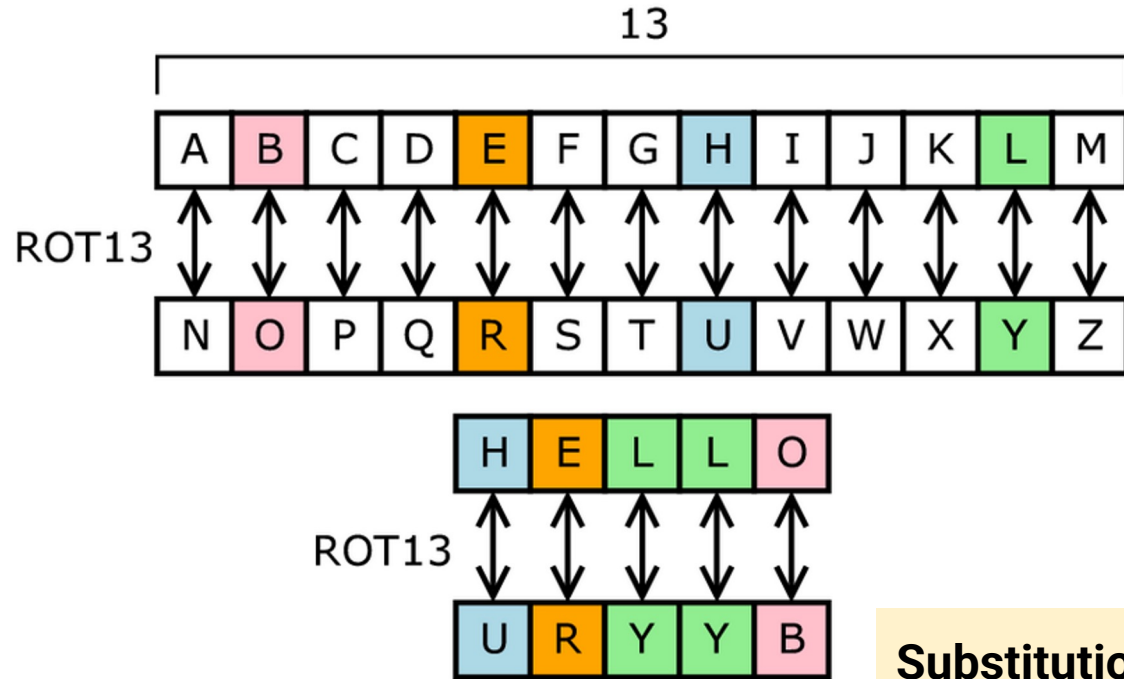 13
A B C D E F G H I J K L M
ROT13
N O P Q R S T U V W X Y Z
H E L L O
ROT13
U R Y Y B